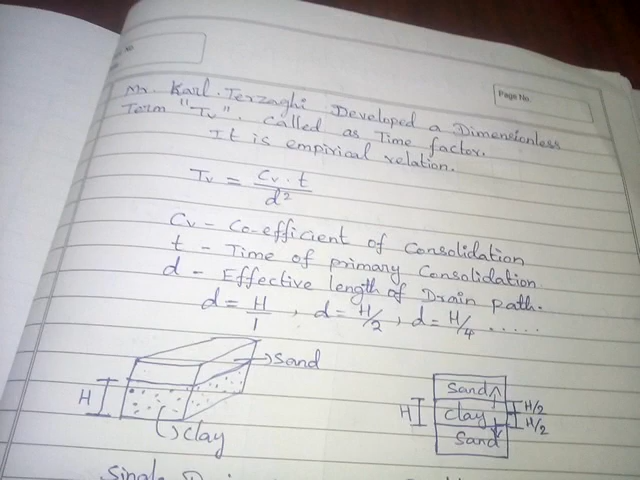 Page No
Mr. Karl. Terzaghi Developed a Dimensionless
Term "Tv". called as Time factor.
It is empirical relation.
Tv = Cv . t / d²
Cv - Co-efficient of Consolidation
t - Time of primary Consolidation
d - Effective length of Drain path.
d = H/1 , d = H/2 , d = H/4 .....
Sand
H
Clay
Sand
H Clay H/2
H/2
Sand
Single